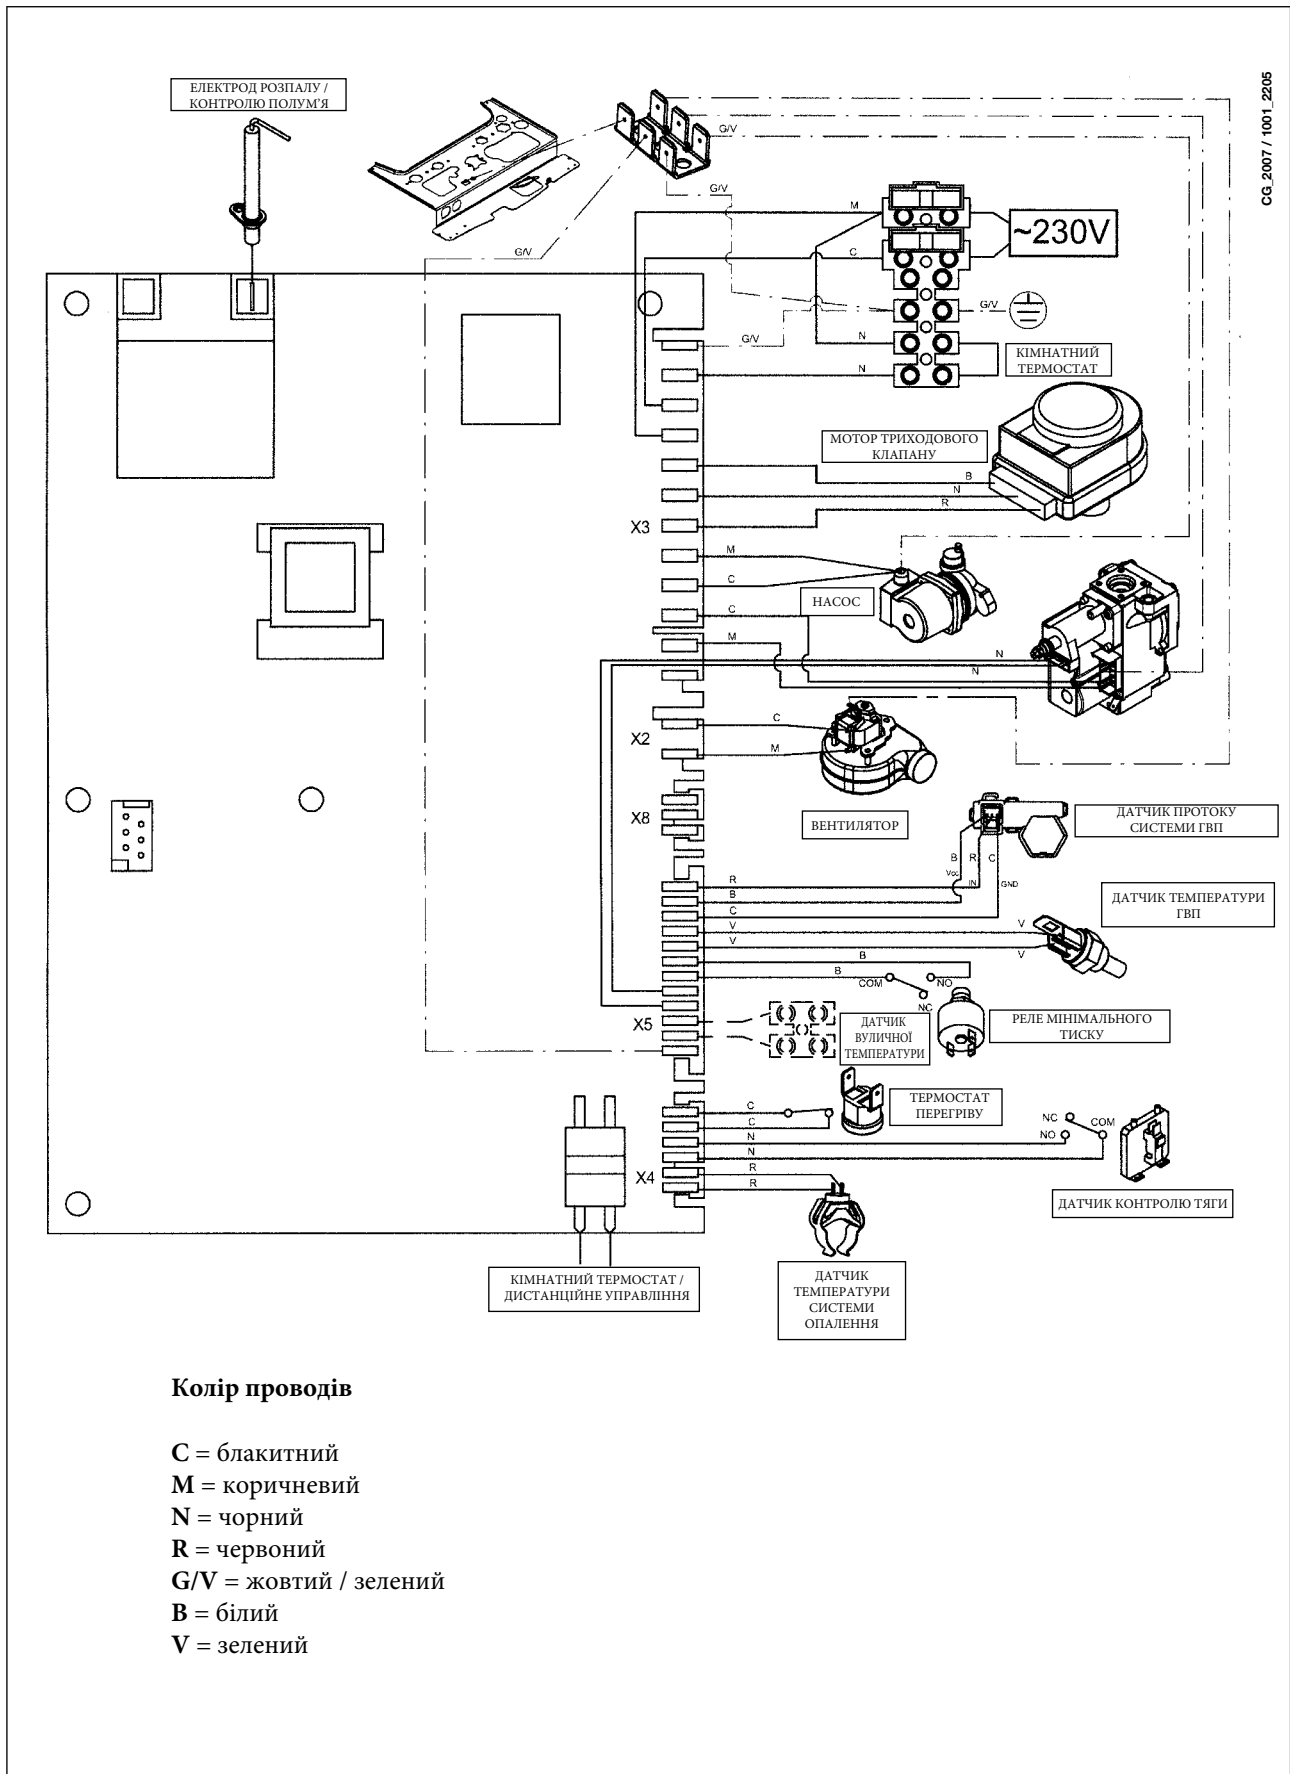 CG_2007 / 1001_2205
ЕЛЕКТРОД РОЗПАЛУ /
КОНТРОЛЮ ПОЛУМ'Я
G/V
G/V
G/V
M
~230V
C
G/V
G/V
N
КІМНАТНИЙ
ТЕРМОСТАТ
N
МОТОР ТРИХОДОВОГО
КЛАПАНУ
B
N
R
X3
M
C
НАСОС
C
M
N
N
X2
C
M
X8
ВЕНТИЛЯТОР
ДАТЧИК ПРОТОКУ
СИСТЕМИ ГВП
B
R
C
Vcc
IN
GND
R
B
C
V
V
V
V
ДАТЧИК ТЕМПЕРАТУРИ
ГВП
B
B
COM
NO
NC
X5
ДАТЧИК
ВУЛИЧНОЇ
ТЕМПЕРАТУРИ
РЕЛЕ МІНІМАЛЬНОГО
ТИСКУ
ТЕРМОСТАТ
ПЕРЕГРІВУ
C
C
N
N
R
R
NC
NO
COM
X4
ДАТЧИК КОНТРОЛЮ ТЯГИ
КІМНАТНИЙ ТЕРМОСТАТ /
ДИСТАНЦІЙНЕ УПРАВЛІННЯ
ДАТЧИК
ТЕМПЕРАТУРИ
СИСТЕМИ
ОПАЛЕННЯ
Колір проводів
C = блакитний
M = коричневий
N = чорний
R = червоний
G/V = жовтий / зелений
B = білий
V = зелений